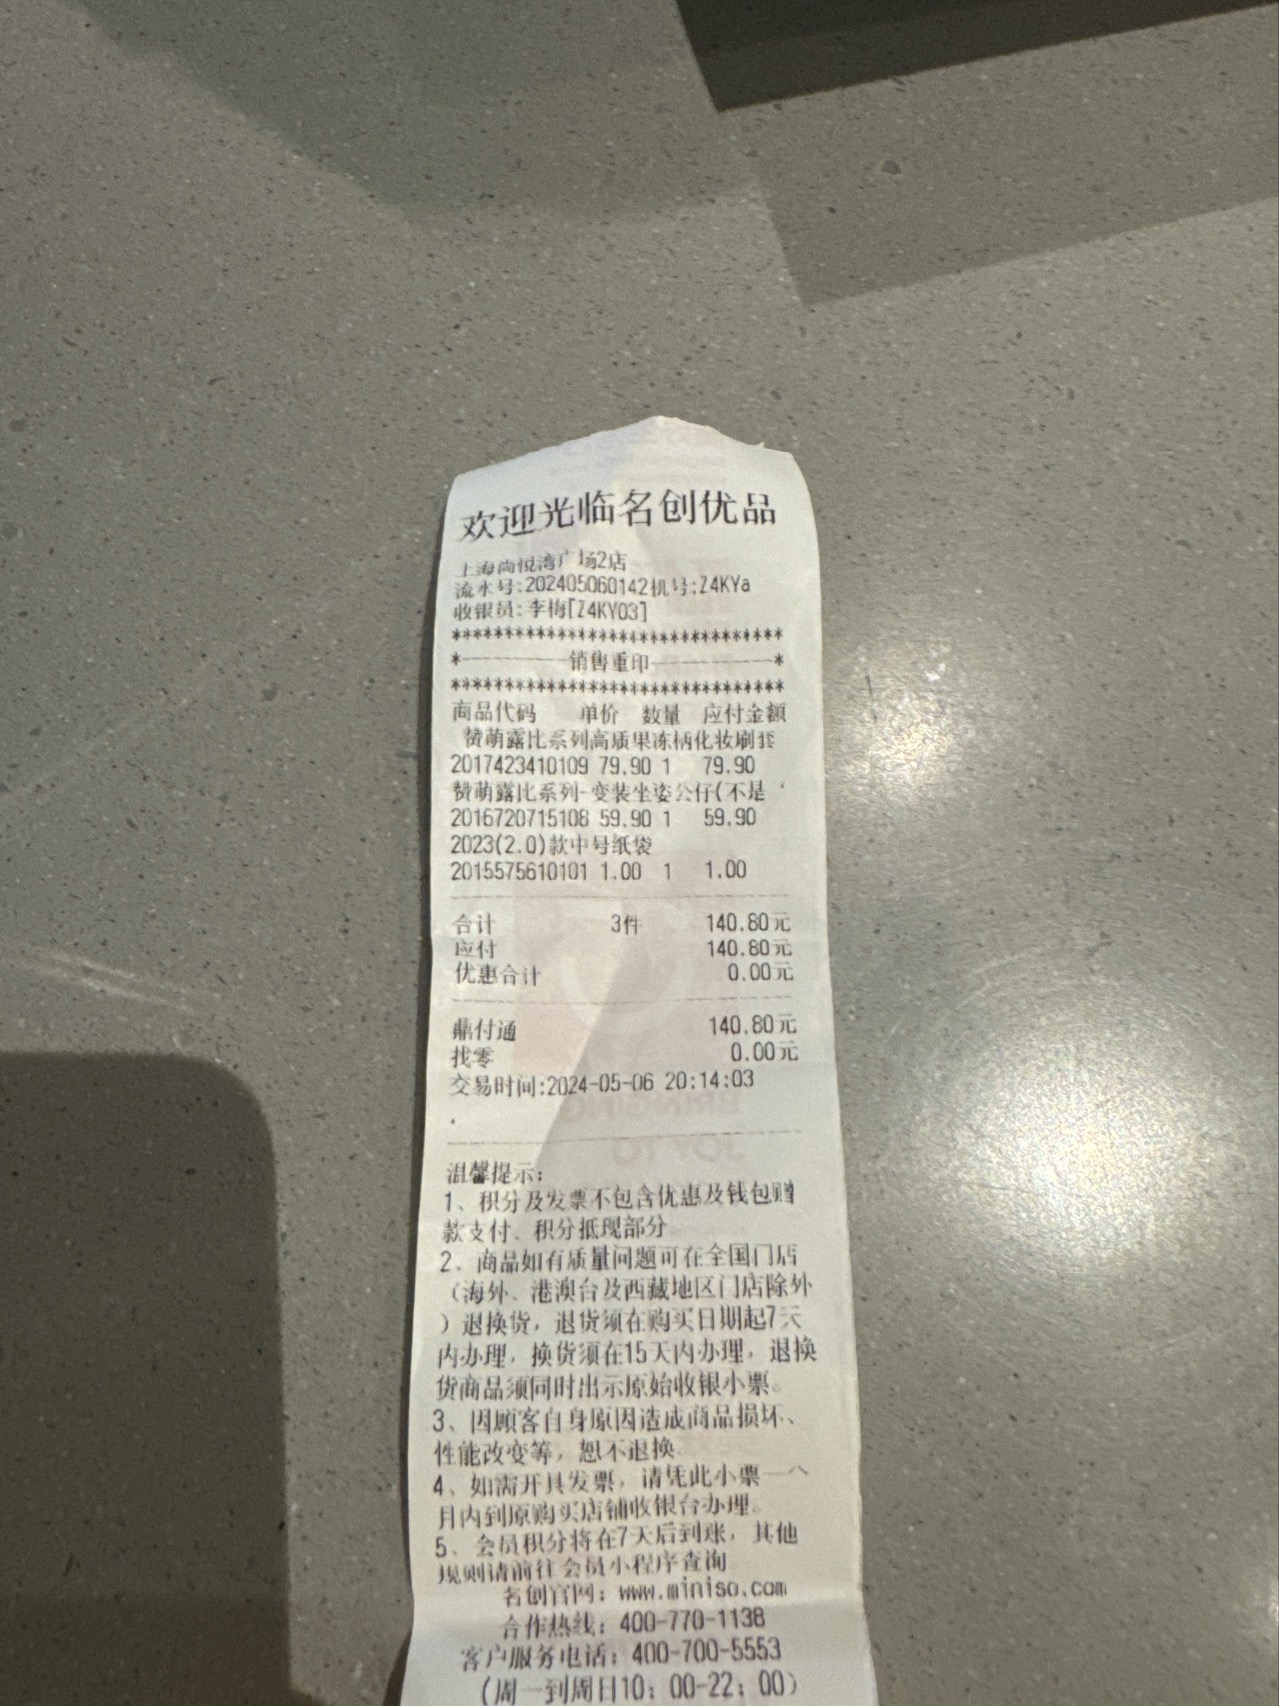 欢迎光临名创优品
上海尚悦湾广场2店
流水号:202405060142机号:Z4KYa
收银员:李梅[Z4KY03]
*******************************
*----------销售重印----------*
*******************************
商品代码 单价 数量 应付金额
赞萌露比系列高质果冻柄化妆刷套
2017423410109 79.90 1 79.90
赞萌露比系列-变装坐姿公仔(不是
2016720715108 59.90 1 59.90
2023(2.0)款中号纸袋
2015575610101 1.00 1 1.00
合计 3件 140.80元
应付 140.80元
优惠合计 0.00元
鼎付通 140.80元
找零 0.00元
交易时间:2024-05-06 20:14:03
.
温馨提示:
1、积分及发票不包含优惠及钱包赠
款支付、积分抵现部分
2、商品如有质量问题可在全国门店
（海外、港澳台及西藏地区门店除外
）退换货，退货须在购买日期起7天
内办理，换货须在15天内办理，退换
货商品须同时出示原始收银小票。
3、因顾客自身原因造成商品损坏、
性能改变等，恕不退换
4、如需开具发票，请凭此小票一个
月内到原购买店铺收银台办理。
5、会员积分将在7天后到账，其他
规则请前往会员小程序查询
名创官网：www.miniso.com
合作热线：400-770-1138
客户服务电话：400-700-5553
（周一到周日10：00-22：00）